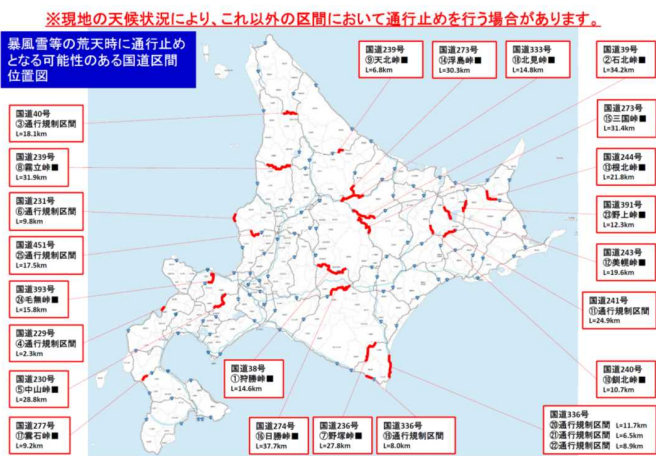 ※現地の天候状況により、これ以外の区間において通行止めを行う場合があります。
暴風雪等の荒天時に通行止め
となる可能性のある国道区間
位置図
国道239号
⑨天北峠■
L=6.8km
国道273号
⑭浮島峠■
L=30.3km
国道333号
⑱北見峠■
L=14.8km
国道39号
②石北峠■
L=34.2km
国道40号
③通行規制区間
L=18.1km
国道239号
⑧霧立峠■
L=31.9km
国道231号
⑥通行規制区間
L=9.8km
国道451号
㉕通行規制区間
L=17.5km
国道393号
㉔毛無峠■
L=15.8km
国道229号
④通行規制区間
L=2.3km
国道230号
⑤中山峠■
L=28.8km
国道277号
⑰雲石峠■
L=9.2km
国道273号
⑮三国峠■
L=31.4km
国道244号
⑬根北峠■
L=21.8km
国道391号
㉓野上峠■
L=12.3km
国道243号
⑫美幌峠■
L=19.6km
国道241号
⑪通行規制区間
L=24.9km
国道240号
⑩釧北峠■
L=10.7km
国道38号
①狩勝峠■
L=14.6km
国道274号
⑯日勝峠■
L=37.7km
国道236号
⑦野塚峠■
L=27.8km
国道336号
⑲通行規制区間
L=8.0km
国道336号
⑳通行規制区間 L=11.7km
㉑通行規制区間 L=6.5km
㉒通行規制区間 L=8.9km